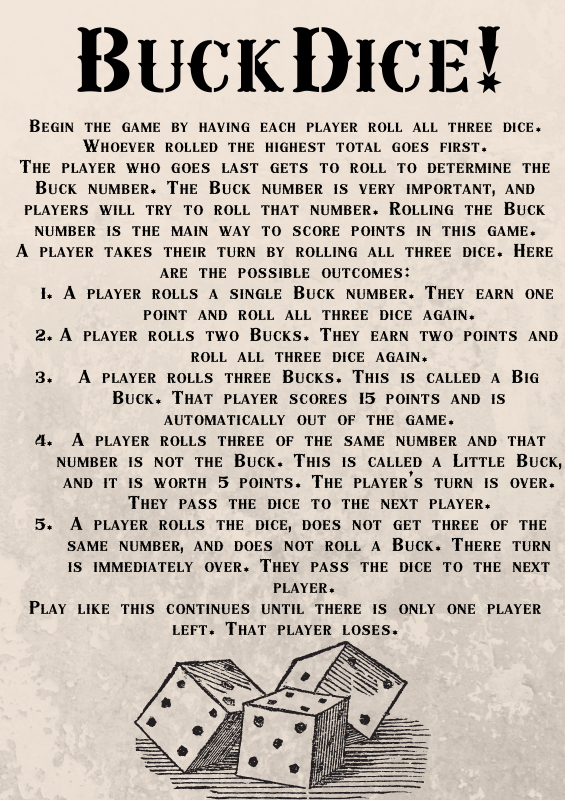 BuckDice!
Begin the game by having each player roll all three dice.
Whoever rolled the highest total goes first.
The player who goes last gets to roll to determine the
Buck number. The Buck number is very important, and
players will try to roll that number. Rolling the Buck
number is the main way to score points in this game.
A player takes their turn by rolling all three dice. Here
are the possible outcomes:
1. A player rolls a single Buck number. They earn one
point and roll all three dice again.
2. A player rolls two Bucks. They earn two points and
roll all three dice again.
3. A player rolls three Bucks. This is called a Big
Buck. That player scores 15 points and is
automatically out of the game.
4. A player rolls three of the same number and that
number is not the Buck. This is called a Little Buck,
and it is worth 5 points. The player's turn is over.
They pass the dice to the next player.
5. A player rolls the dice, does not get three of the
same number, and does not roll a Buck. There turn
is immediately over. They pass the dice to the next
player.
Play like this continues until there is only one player
left. That player loses.